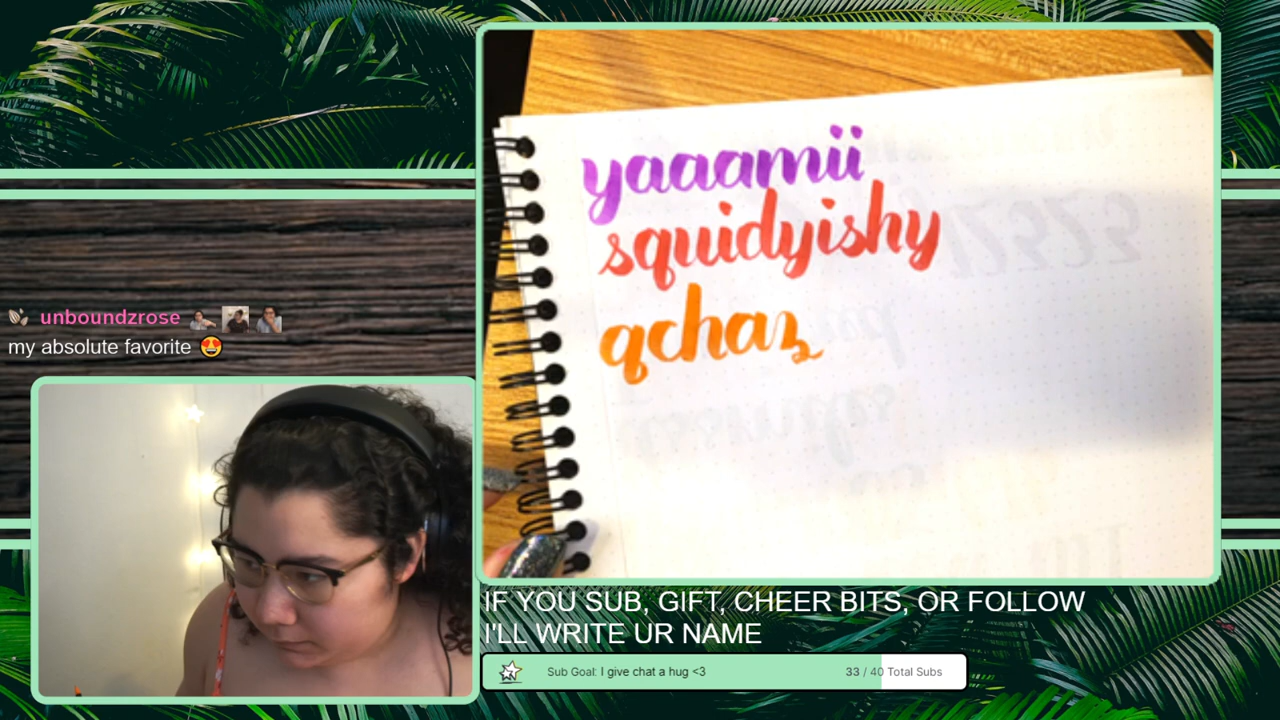 yaaamii
squidyishy
qchaz
unboundzrose
my absolute favorite
IF YOU SUB, GIFT, CHEER BITS, OR FOLLOW
I'LL WRITE UR NAME
Sub Goal: I give chat a hug <3
33 / 40 Total Subs